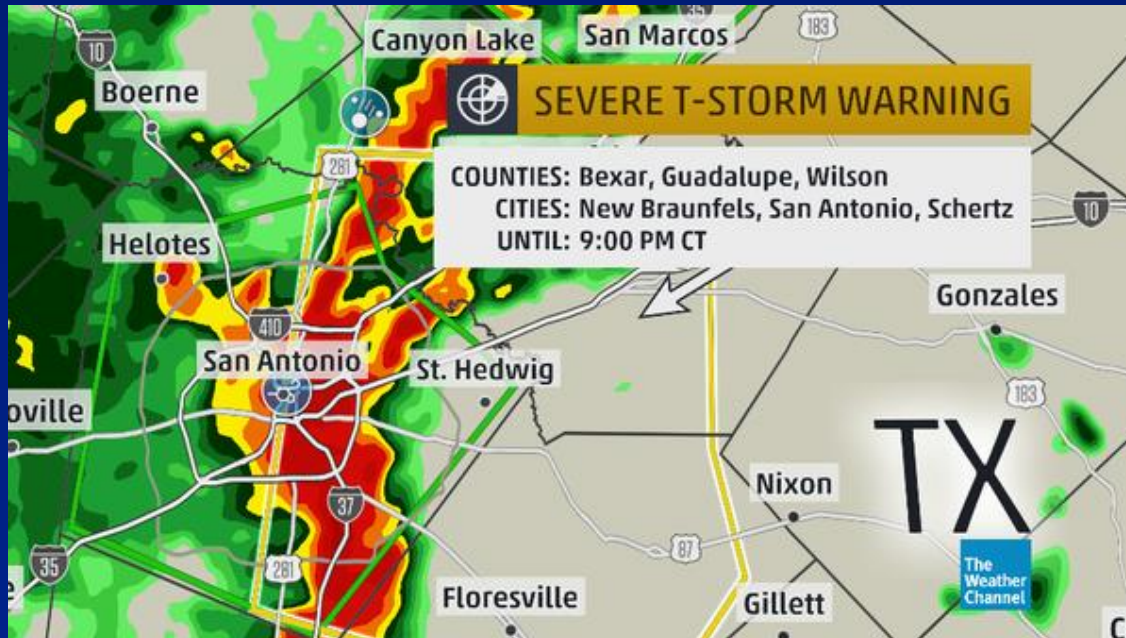 35
183
Canyon Lake
San Marcos
10
Boerne
SEVERE T-STORM WARNING
281
COUNTIES: Bexar, Guadalupe, Wilson
CITIES: New Braunfels, San Antonio, Schertz
UNTIL: 9:00 PM CT
10
Helotes
Gonzales
410
San Antonio
St. Hedwig
183
oville
TX
Nixon
37
87
35
281
The
Weather
Channel
Floresville
Gillett
e
C